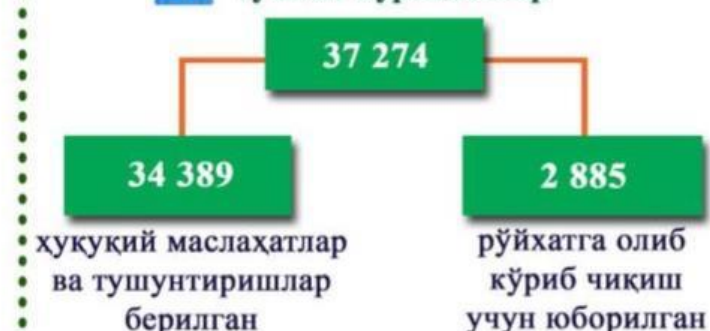 37 274
34 389
2 885
ҳуқуқий маслаҳатлар
ва тушунтиришлар
берилган
рўйхатга олиб
кўриб чиқиш
учун юборилган